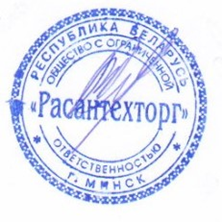 РЕСПУБЛИКА БЕЛАРУСЬ
ОБЩЕСТВО С ОГРАНИЧЕННОЙ
«Расантехторг»
ОТВЕТСТВЕННОСТЬЮ
Г. МИНСК